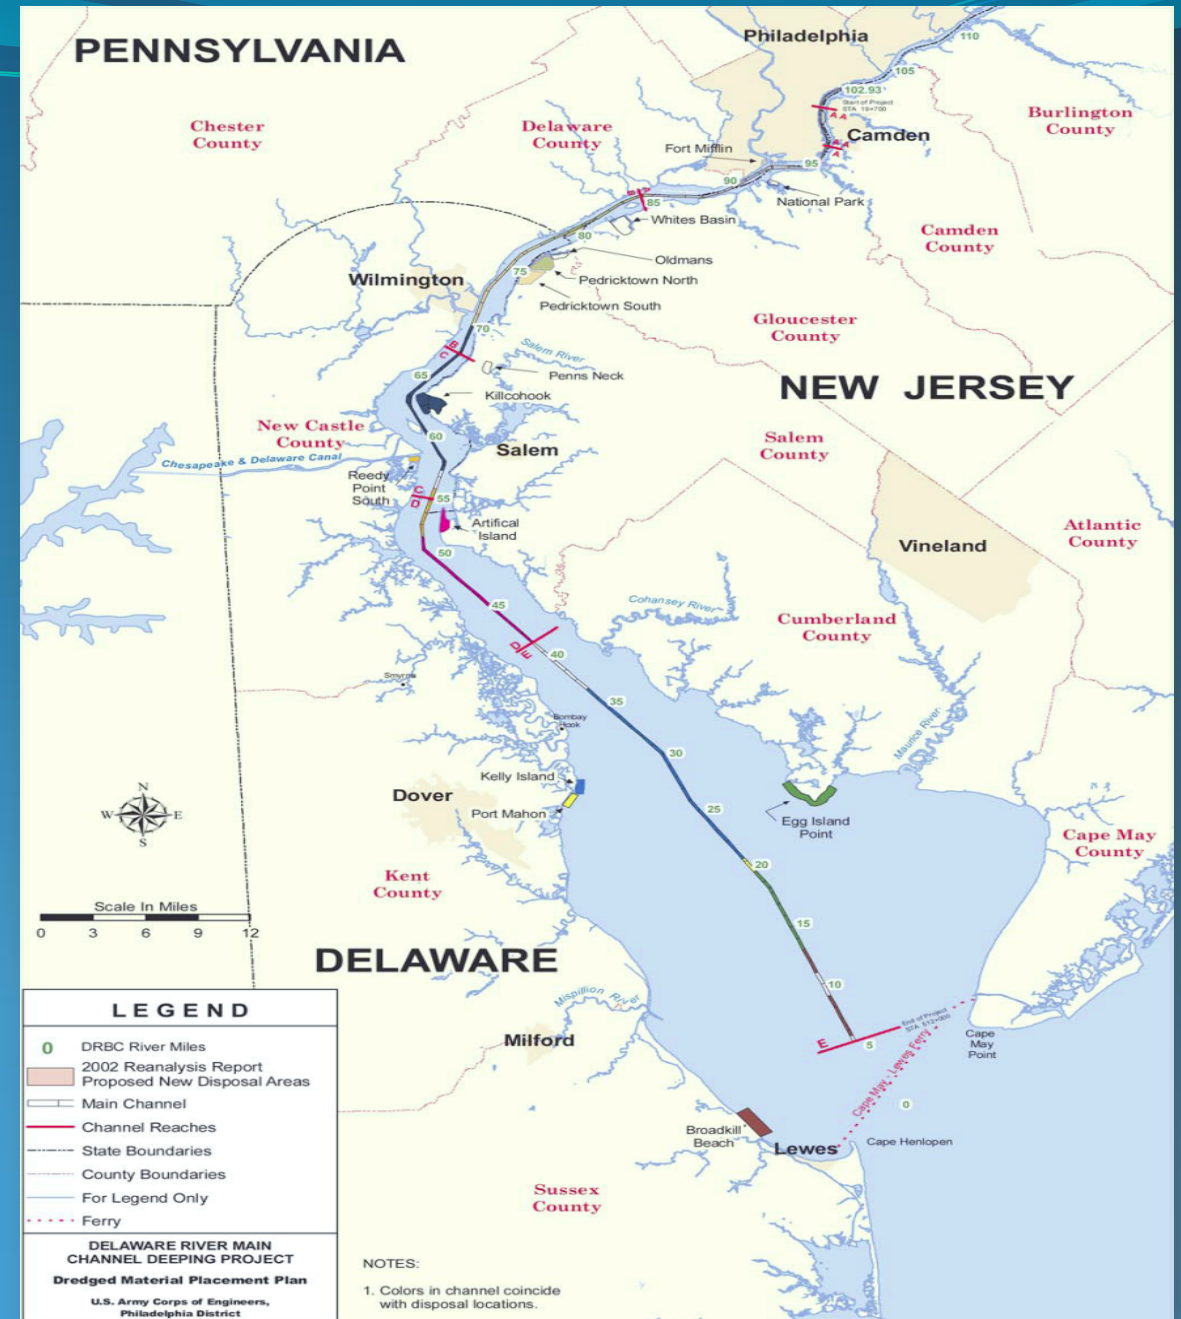 PENNSYLVANIA
Philadelphia
110
105
102.93
Start of Project
STA 19+700
A A
Burlington
County
Chester
County
Delaware
County
Camden
Fort Mifflin
A A
A
95
90
National Park
A
B
85
Whites Basin
80
Camden
County
Oldmans
75
Pedricktown North
Wilmington
Pedricktown South
Gloucester
County
70
B
C
Salem River
65
Penns Neck
NEW JERSEY
Killcohook
New Castle
County
60
Salem
County
Salem
Chesapeake & Delaware Canal
Reedy
Point
South
C
D
55
Artifical
Island
Atlantic
County
Vineland
50
45
Cohansey River
Cumberland
County
D
E
40
Smyrna
35
Bombay
Hook
Maurice River
30
Kelly Island
N
W
E
S
Dover
Port Mahon
25
Egg Island
Point
Cape May
County
20
Kent
County
Scale In Miles
0 3 6 9 12
15
DELAWARE
10
Mispillion River
LEGEND
0 DRBC River Miles
2002 Reanalysis Report
Proposed New Disposal Areas
Main Channel
Channel Reaches
State Boundaries
County Boundaries
For Legend Only
Ferry
DELAWARE RIVER MAIN
CHANNEL DEEPING PROJECT
Dredged Material Placement Plan
U.S. Army Corps of Engineers,
Philadelphia District
Milford
End of Project
STA 512+000
E
5
Cape
May
Point
Cape May - Lewes Ferry
0
Broadkill
Beach
Lewes
Cape Henlopen
Sussex
County
NOTES:
1. Colors in channel coincide
with disposal locations.